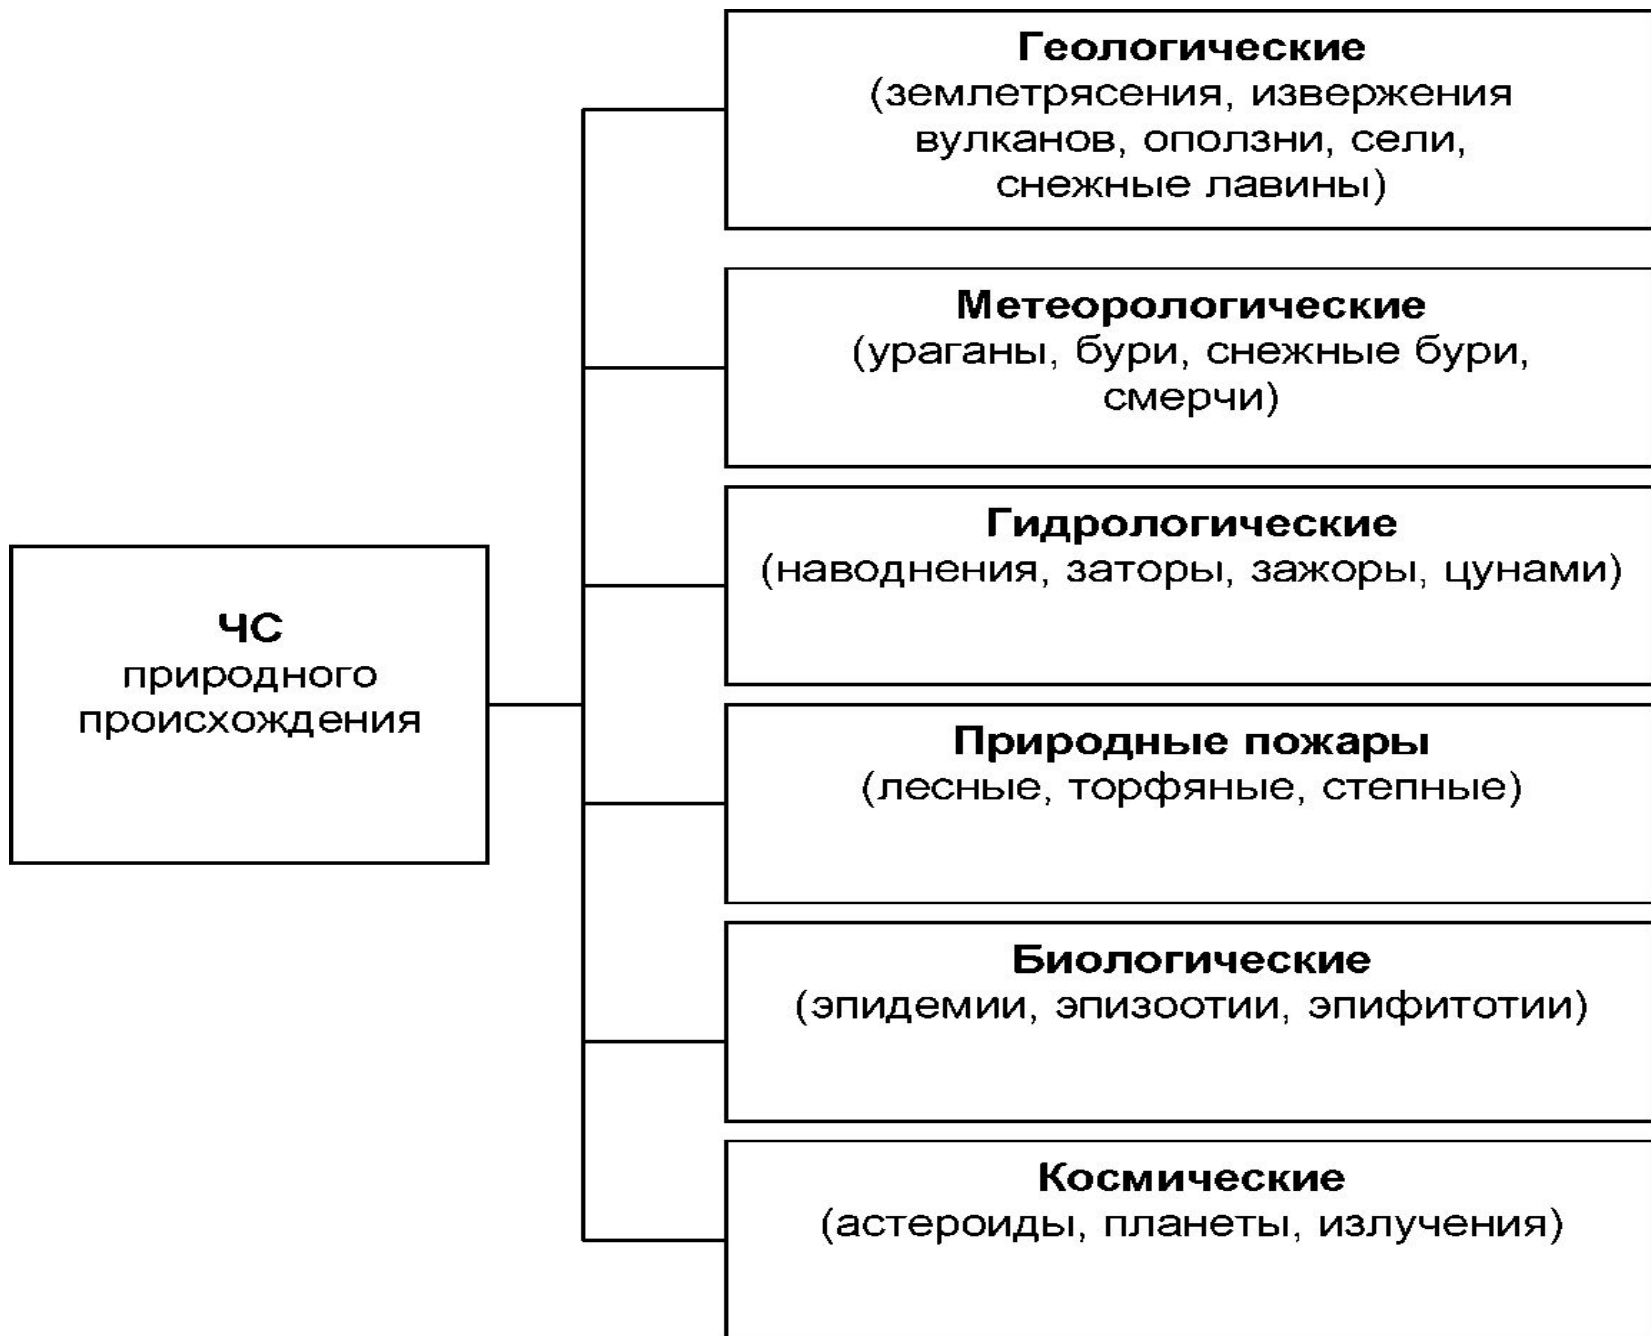 ЧС
природного
происхождения
Геологические
(землетрясения, извержения
вулканов, оползни, сели,
снежные лавины)
Метеорологические
(ураганы, бури, снежные бури,
смерчи)
Гидрологические
(наводнения, заторы, зажоры, цунами)
Природные пожары
(лесные, торфяные, степные)
Биологические
(эпидемии, эпизоотии, эпифитотии)
Космические
(астероиды, планеты, излучения)